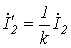 İ′₂ = 1/k İ₂